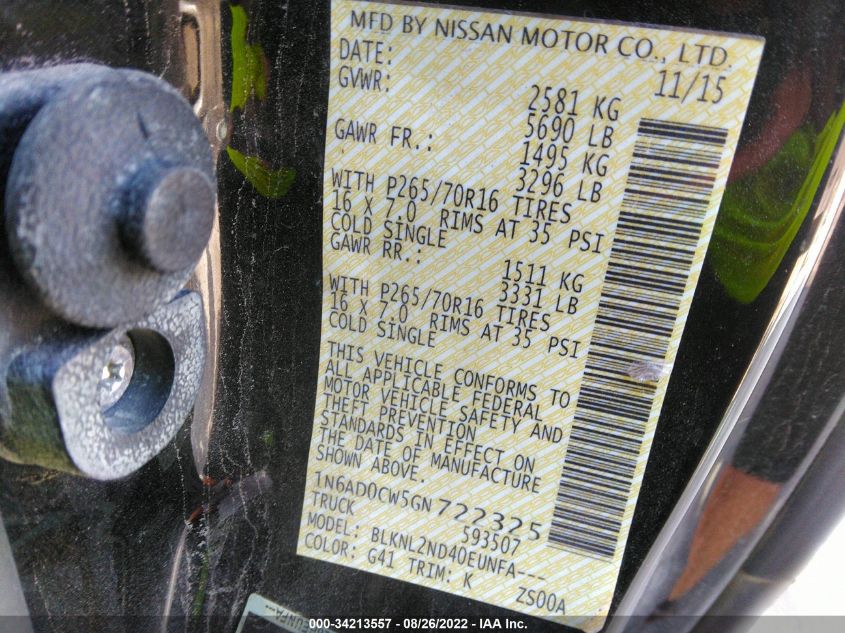 MFD BY NISSAN MOTOR CO., LTD.
DATE: 11/15
GVWR: 2581 KG
5690 LB
GAWR FR.: 1495 KG
3296 LB
WITH P265/70R16 TIRES
16 X 7.0 RIMS AT 35 PSI
COLD SINGLE
GAWR RR.: 1511 KG
3331 LB
WITH P265/70R16 TIRES
16 X 7.0 RIMS AT 35 PSI
COLD SINGLE
THIS VEHICLE CONFORMS TO
ALL APPLICABLE FEDERAL
MOTOR VEHICLE SAFETY AND
THEFT PREVENTION
STANDARDS IN EFFECT ON
THE DATE OF MANUFACTURE
SHOWN ABOVE.
1N6AD0CW5GN722325
TRUCK 593507
MODEL: BLKNL2ND40EUNFA---
COLOR: G41 TRIM: K ZS00A
EUNFA---
000-34213557 - 08/26/2022 - IAA Inc.